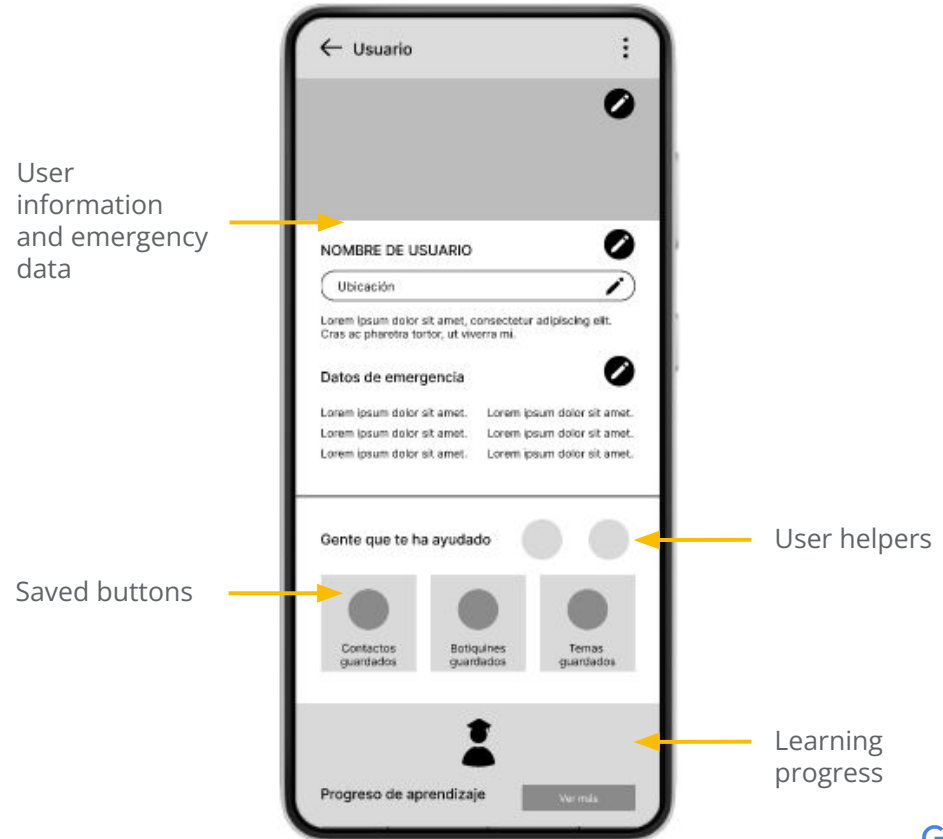 Usuario
User
information
and emergency
data
NOMBRE DE USUARIO
Ubicación
Lorem ipsum dolor sit amet, consectetur adipiscing elit.
Cras ac pharetra tortor, ut viverra mi.
Datos de emergencia
Lorem ipsum dolor sit amet. Lorem ipsum dolor sit amet.
Lorem ipsum dolor sit amet. Lorem ipsum dolor sit amet.
Lorem ipsum dolor sit amet. Lorem ipsum dolor sit amet.
Gente que te ha ayudado
User helpers
Saved buttons
Contactos
guardados
Botiquines
guardados
Temas
guardados
Learning
progress
Progreso de aprendizaje
Ver más
G